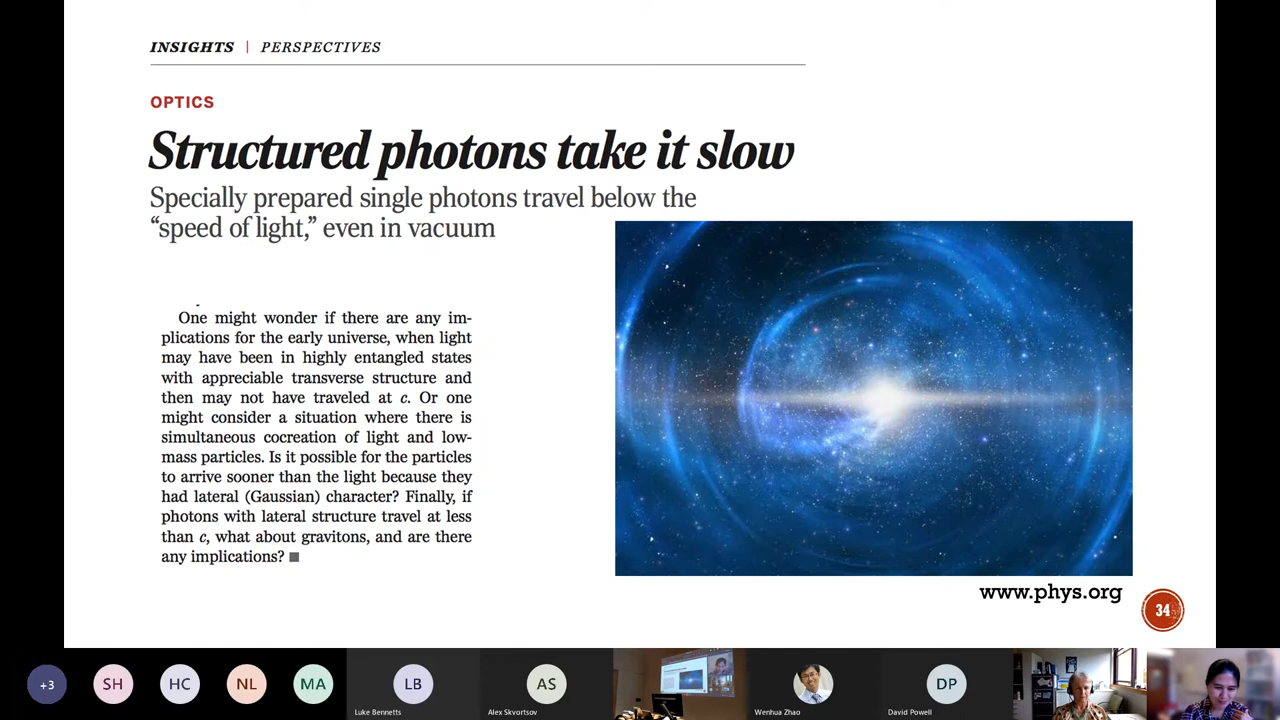 INSIGHTS | PERSPECTIVES
OPTICS
Structured photons take it slow
Specially prepared single photons travel below the
“speed of light,” even in vacuum
One might wonder if there are any im-
plications for the early universe, when light
may have been in highly entangled states
with appreciable transverse structure and
then may not have traveled at c. Or one
might consider a situation where there is
simultaneous cocreation of light and low-
mass particles. Is it possible for the particles
to arrive sooner than the light because they
had lateral (Gaussian) character? Finally, if
photons with lateral structure travel at less
than c, what about gravitons, and are there
any implications?
www.phys.org
34
+3
SH
HC
NL
MA
LB
Luke Bennetts
AS
Alex Skvortsov
Wenhua Zhao
DP
David Powell